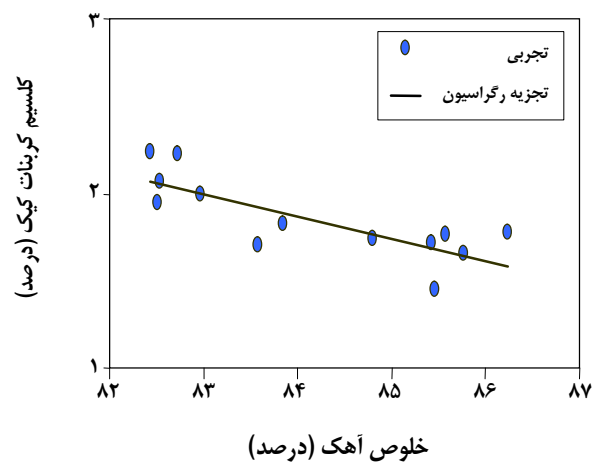 ۳
تجربی
تجزیه رگراسیون
کلسیم کربنات کیک (درصد)
۲
۱
۸۲ ۸۳ ۸۴ ۸۵ ۸۶ ۸۷
خلوص آهک (درصد)